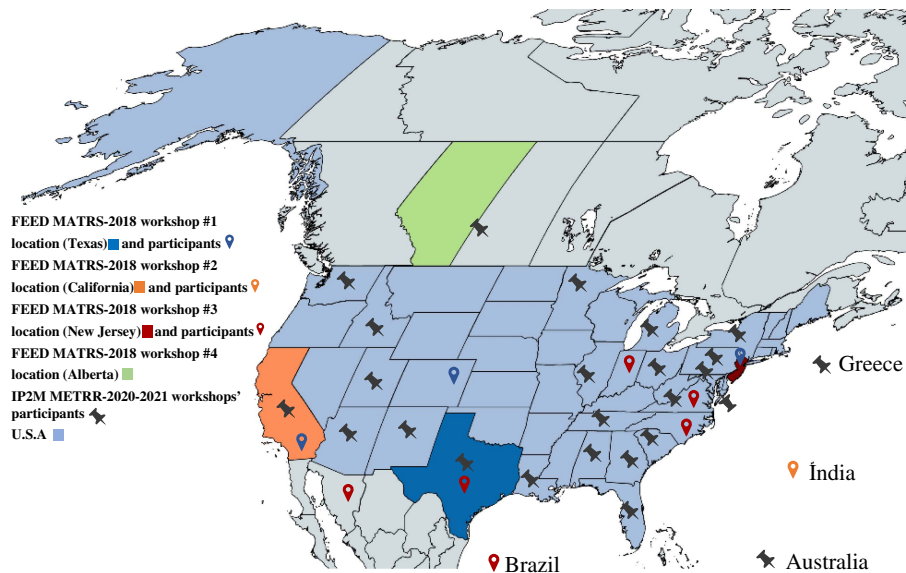 FEED MATRS-2018 workshop #1
location (Texas) and participants
FEED MATRS-2018 workshop #2
location (California) and participants
FEED MATRS-2018 workshop #3
location (New Jersey) and participants
FEED MATRS-2018 workshop #4
location (Alberta)
IP2M METRR-2020-2021 workshops'
participants
U.S.A
Greece
Índia
Brazil
Australia